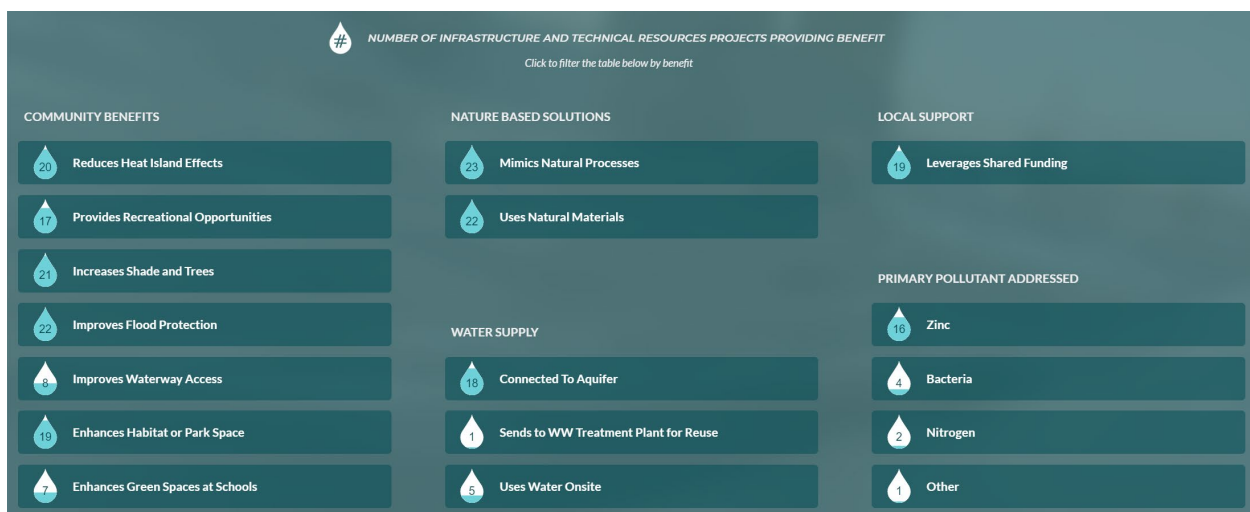 # NUMBER OF INFRASTRUCTURE AND TECHNICAL RESOURCES PROJECTS PROVIDING BENEFIT
Click to filter the table below by benefit
COMMUNITY BENEFITS
20 Reduces Heat Island Effects
17 Provides Recreational Opportunities
21 Increases Shade and Trees
22 Improves Flood Protection
8 Improves Waterway Access
19 Enhances Habitat or Park Space
7 Enhances Green Spaces at Schools
NATURE BASED SOLUTIONS
23 Mimics Natural Processes
22 Uses Natural Materials
WATER SUPPLY
18 Connected To Aquifer
1 Sends to WW Treatment Plant for Reuse
5 Uses Water Onsite
LOCAL SUPPORT
19 Leverages Shared Funding
PRIMARY POLLUTANT ADDRESSED
16 Zinc
4 Bacteria
2 Nitrogen
1 Other